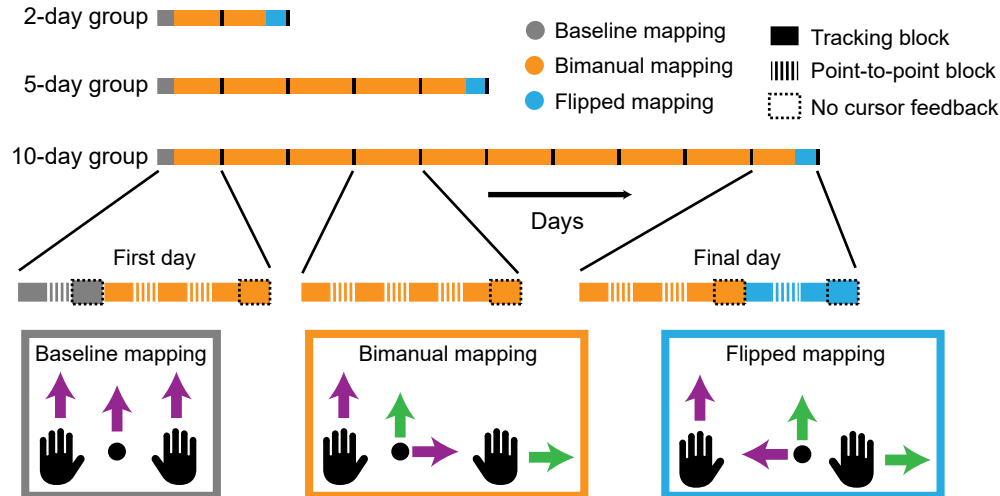 2-day group
5-day group
10-day group
Baseline mapping
Bimanual mapping
Flipped mapping
Tracking block
Point-to-point block
No cursor feedback
Days
First day
Final day
Baseline mapping
Bimanual mapping
Flipped mapping